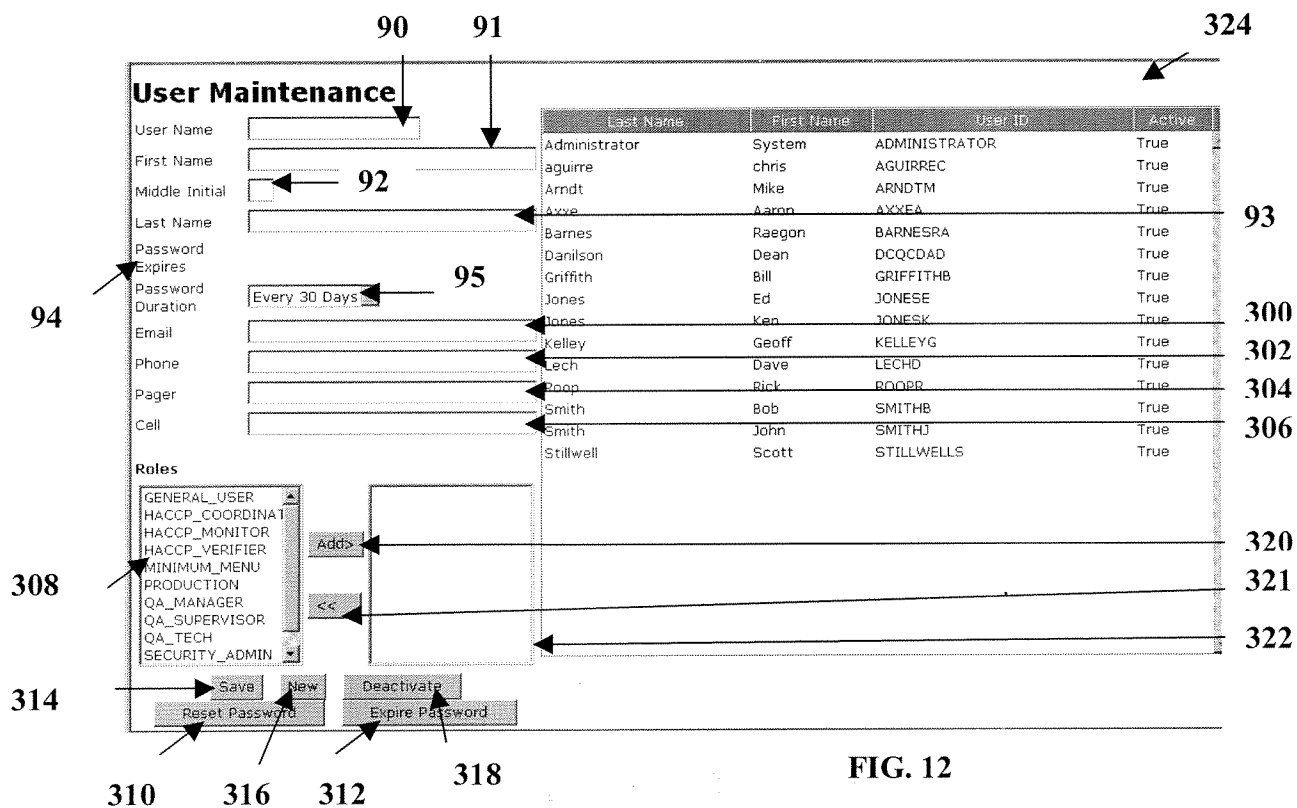 90 91 324
User Maintenance
User Name
First Name
Middle Initial 92
Last Name
93
Password
Expires
94
Password
Duration Every 30 Days 95
Email
300
Phone
302
Pager
304
Cell
306
Last Name First Name User ID Active
Administrator System ADMINISTRATOR True
aguirre chris AGUIRREC True
Arndt Mike ARNDTM True
Axxe Aaron AXXEA True
Barnes Raegon BARNESRA True
Danilson Dean DCQCDAD True
Griffith Bill GRIFFITHB True
Jones Ed JONESE True
Jones Ken JONESK True
Kelley Geoff KELLEYG True
Lech Dave LECHD True
Roop Rick ROOPR True
Smith Bob SMITHB True
Smith John SMITHJ True
Stillwell Scott STILLWELLS True
Roles
GENERAL_USER
HACCP_COORDINAT
HACCP_MONITOR
HACCP_VERIFIER
MINIMUM_MENU
PRODUCTION
QA_MANAGER
QA_SUPERVISOR
QA_TECH
SECURITY_ADMIN
308
Add>
320
<<
321
322
314 Save New Deactivate
Reset Password Expire Password
310 316 312 318
FIG. 12